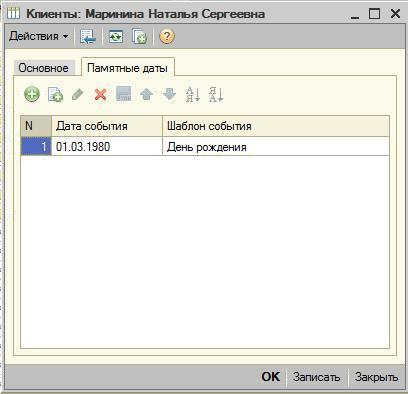 Клиенты: Маринина Наталья Сергеевна
Действия
Основное Памятные даты
N Дата события Шаблон события
1 01.03.1980 День рождения
OK Записать Закрыть